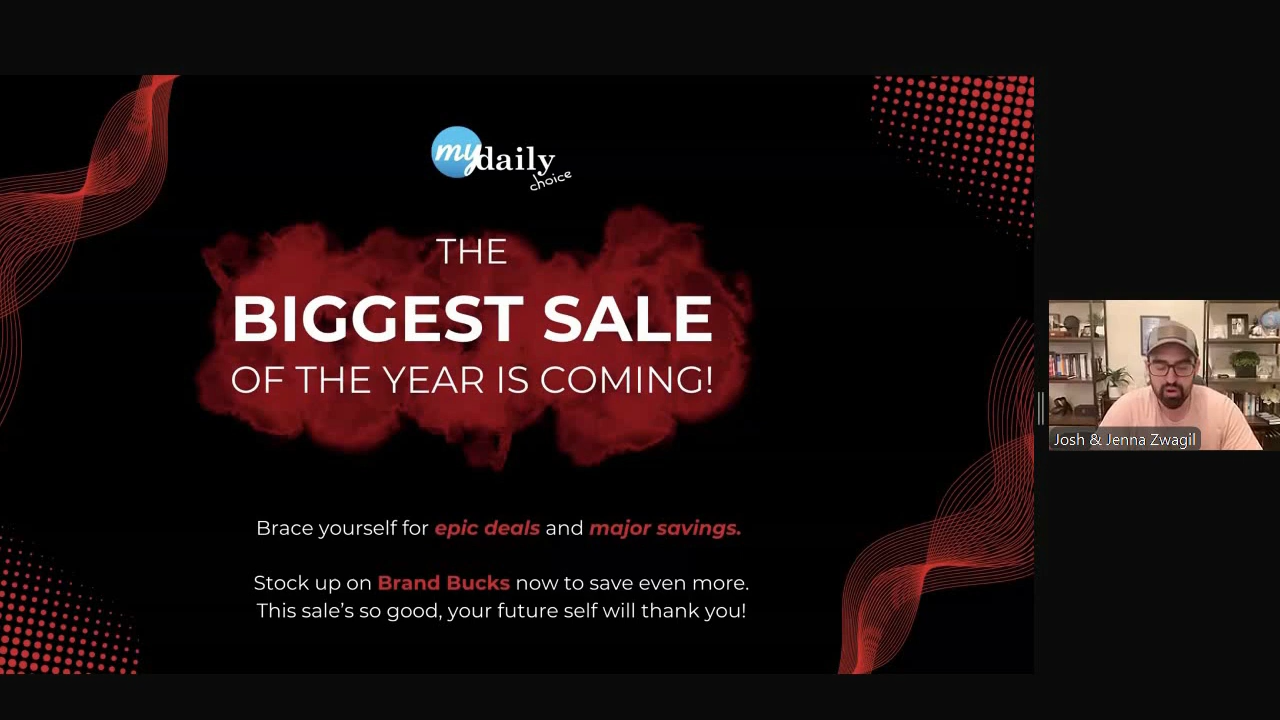 my daily
choice
THE
BIGGEST SALE
OF THE YEAR IS COMING!
Brace yourself for epic deals and major savings.
Stock up on Brand Bucks now to save even more.
This sale’s so good, your future self will thank you!
Josh & Jenna Zwagil